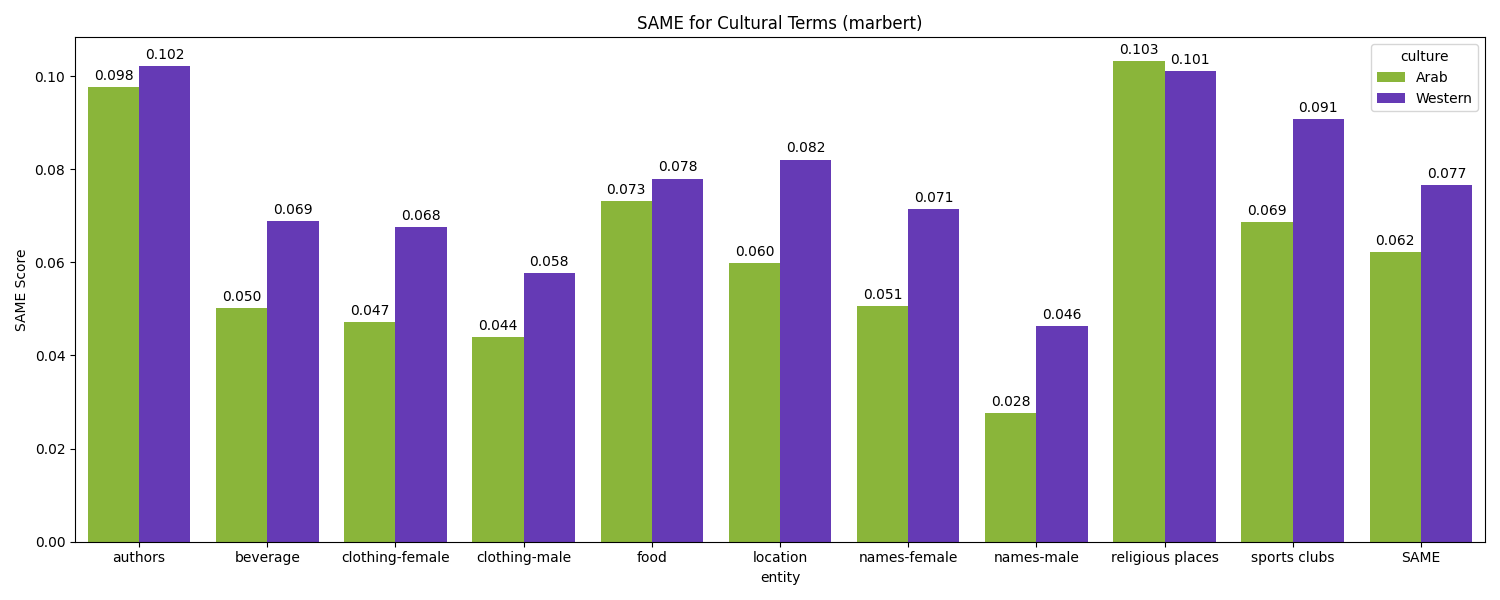 SAME for Cultural Terms (marbert)
culture
Arab
Western
SAME Score
0.10
0.08
0.06
0.04
0.02
0.00
0.098
0.102
0.050
0.069
0.047
0.068
0.044
0.058
0.073
0.078
0.060
0.082
0.051
0.071
0.028
0.046
0.103
0.101
0.069
0.091
0.062
0.077
authors
beverage
clothing-female
clothing-male
food
location
names-female
names-male
religious places
sports clubs
SAME
entity